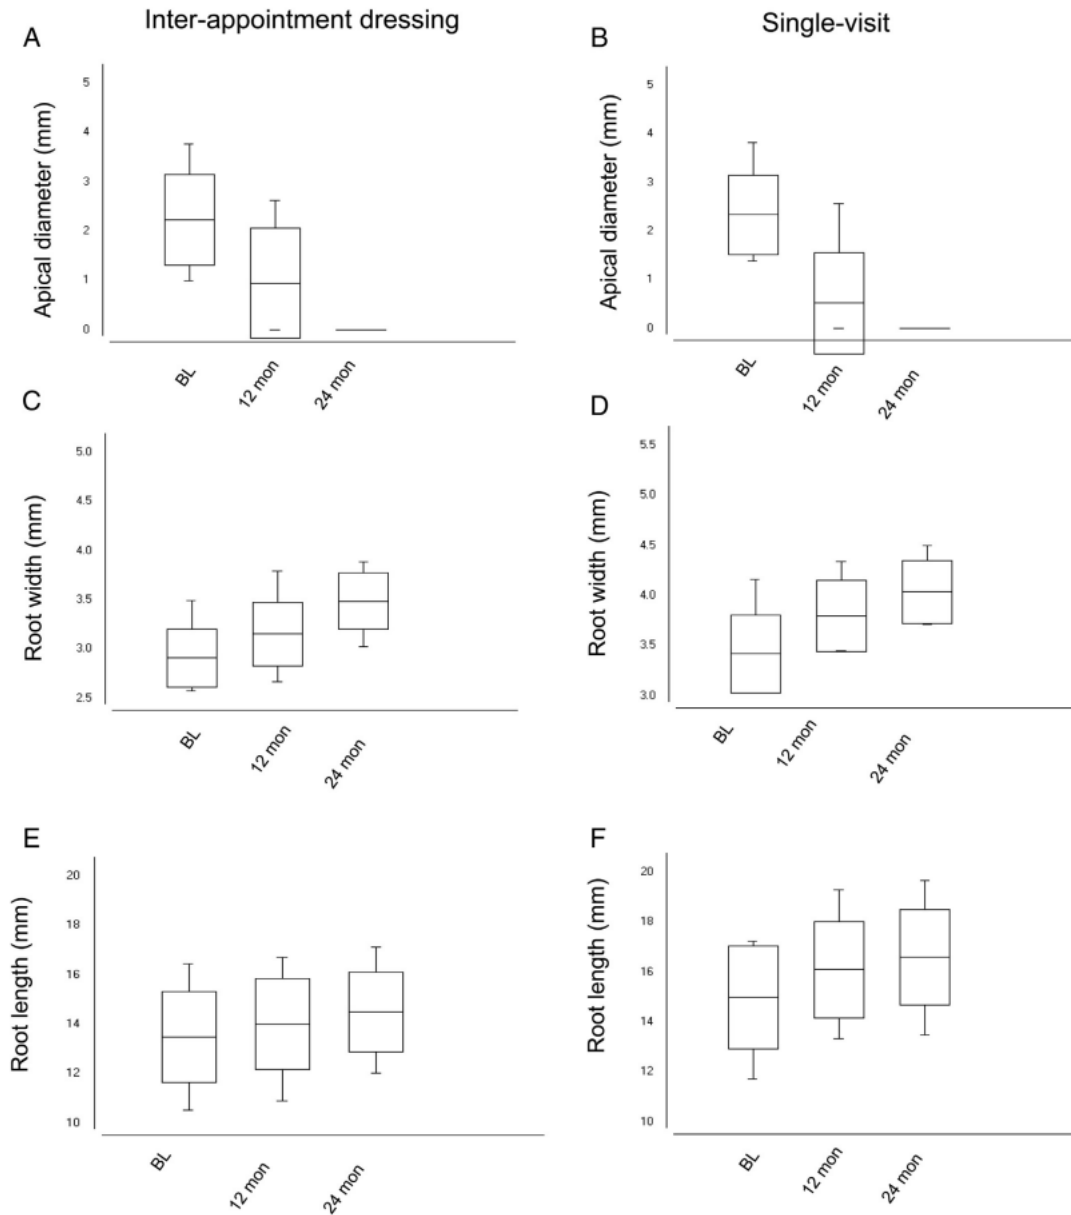 Inter-appointment dressing
Single-visit
A
B
Apical diameter (mm)
5
4
3
2
1
0
BL
12 mon
24 mon
Apical diameter (mm)
5
4
3
2
1
0
BL
12 mon
24 mon
C
D
Root width (mm)
5.0
4.5
4.0
3.5
3.0
2.5
BL
12 mon
24 mon
Root width (mm)
5.5
5.0
4.5
4.0
3.5
3.0
BL
12 mon
24 mon
E
F
Root length (mm)
20
18
16
14
12
10
BL
12 mon
24 mon
Root length (mm)
20
18
16
14
12
10
BL
12 mon
24 mon